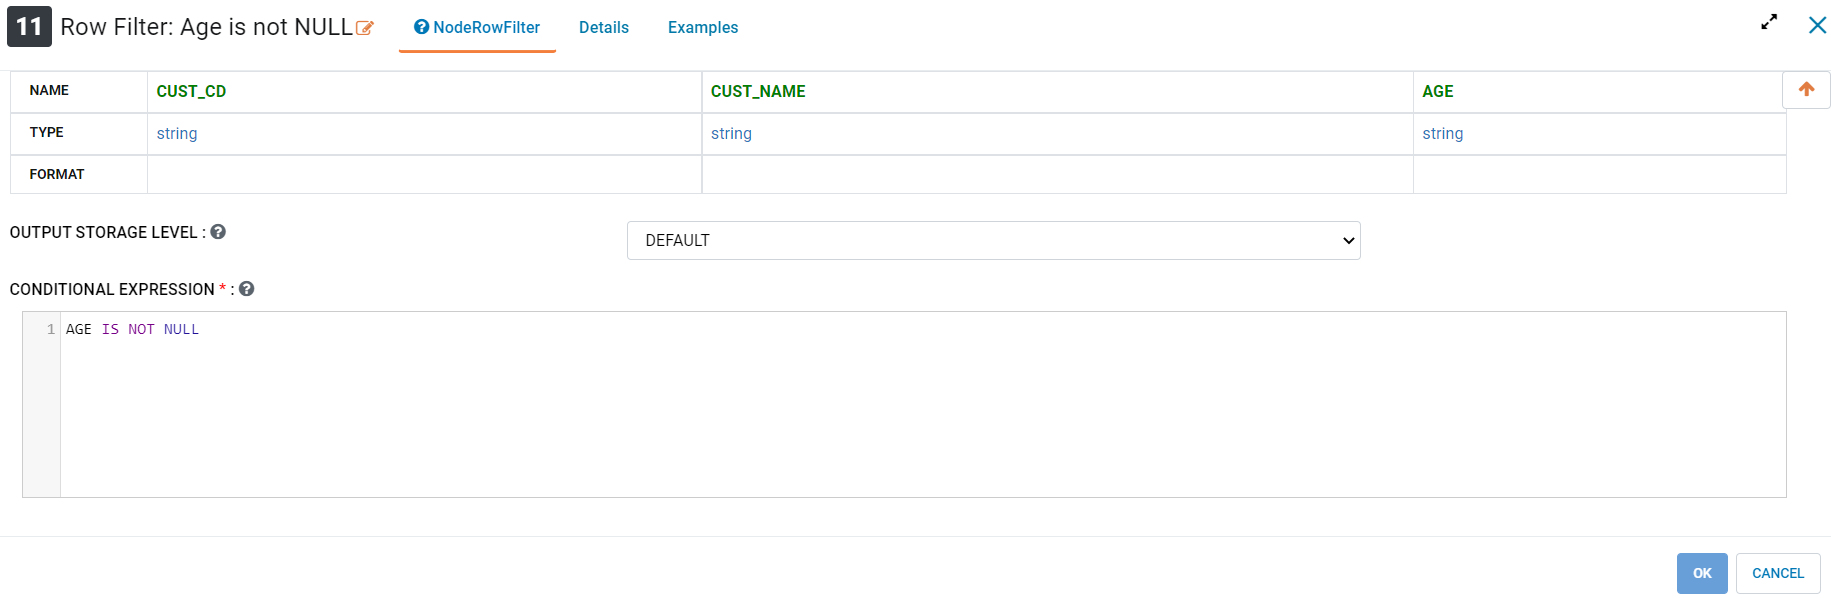 11 Row Filter: Age is not NULL NodeRowFilter Details Examples
NAME CUST_CD CUST_NAME AGE
TYPE string string string
FORMAT
OUTPUT STORAGE LEVEL : DEFAULT
CONDITIONAL EXPRESSION * :
1 AGE IS NOT NULL
OK CANCEL